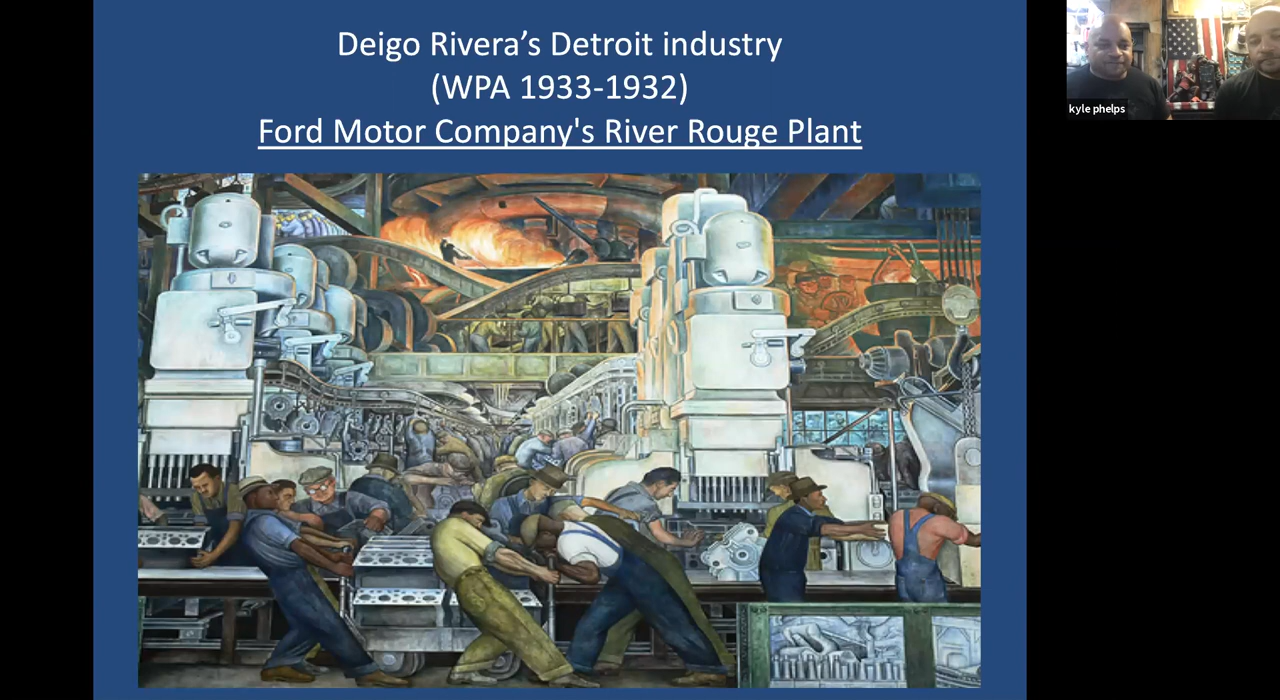 Deigo Rivera’s Detroit industry
(WPA 1933-1932)
Ford Motor Company's River Rouge Plant
kyle phelps